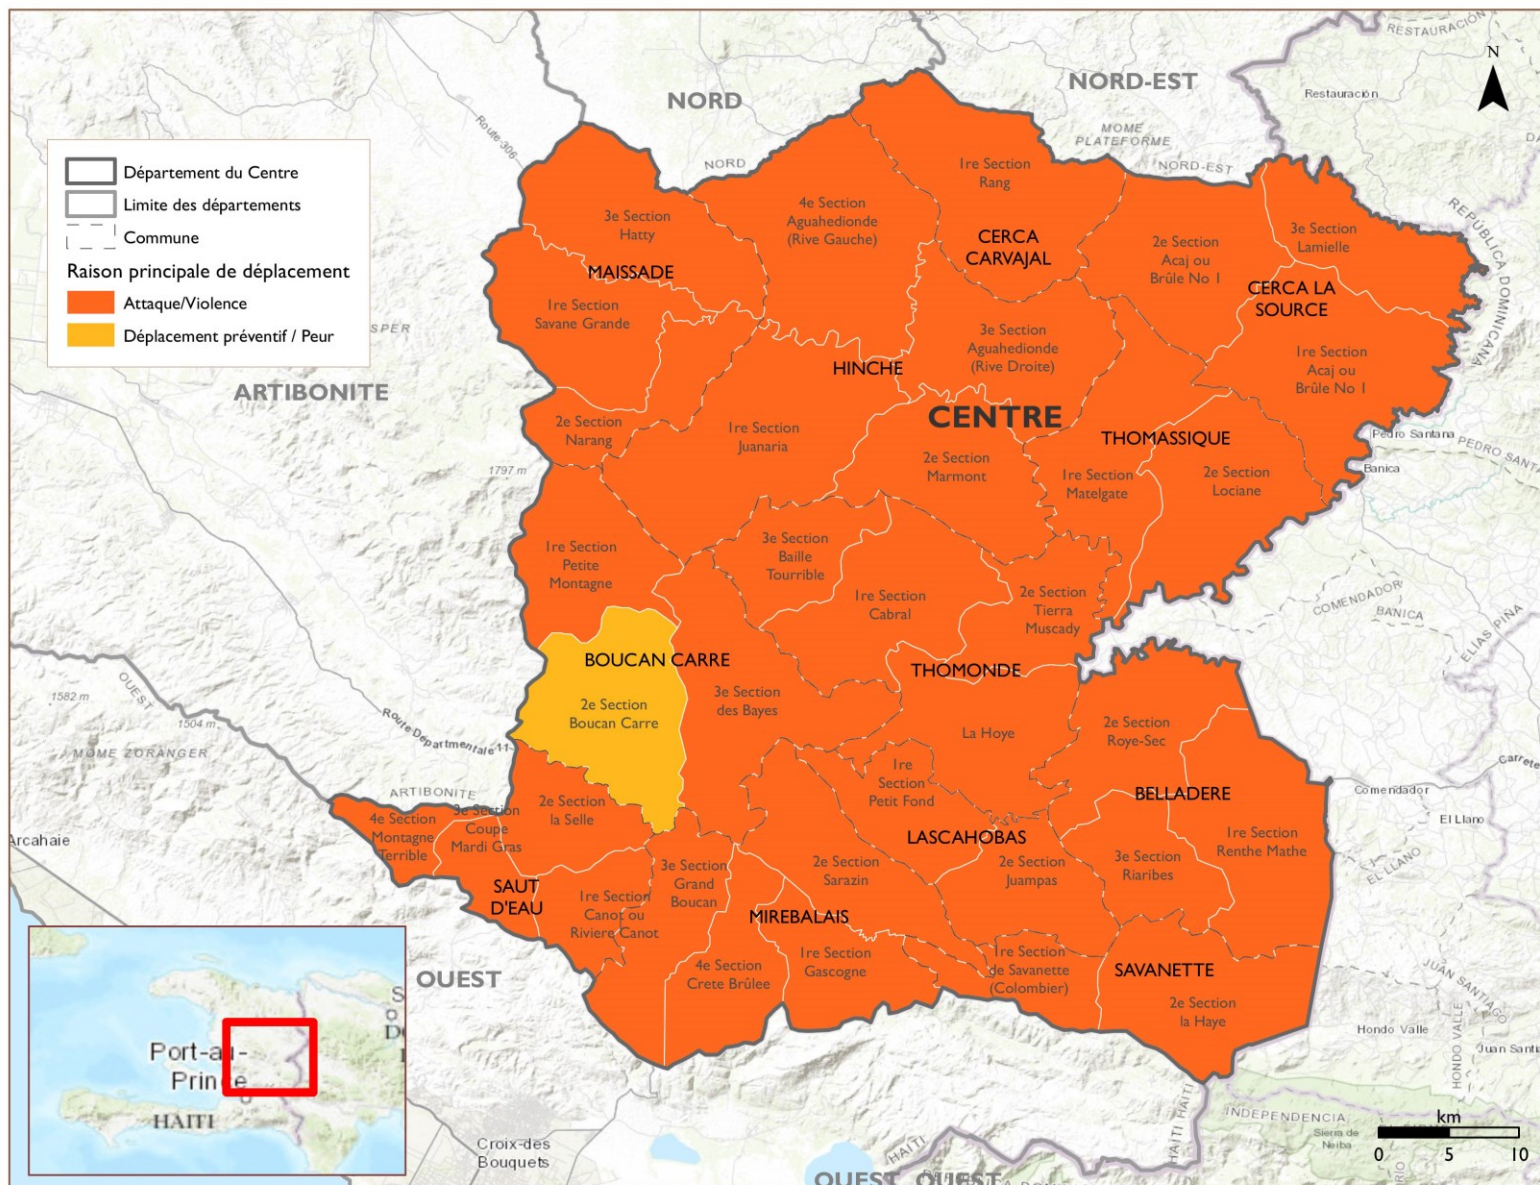 N
NORD
NORD-EST
RESTAURACIÓN
Restauración
Département du Centre
Limite des départements
Commune
Raison principale de déplacement
Attaque/Violence
Déplacement préventif / Peur
Route 306
NORD
MOME
PLATEFORME
NORD-EST
REPÚBLICA DOMINICANA
1re Section
Rang
3e Section
Hatty
4e Section
Aguahedionde
(Rive Gauche)
CERCA
CARVAJAL
2e Section
Acaj ou
Brûle No 1
3e Section
Lamielle
MAISSADE
CERCA LA
SOURCE
1re Section
Savane Grande
3e Section
Aguahedionde
(Rive Droite)
1re Section
Acaj ou
Brûle No 1
ARTIBONITE
HINCHE
CENTRE
2e Section
Narang
1re Section
Juanaria
THOMASSIQUE
Pedro Santana
Banica
1797 m
2e Section
Marmont
1re Section
Matelgate
2e Section
Lociane
1re Section
Petite
Montagne
3e Section
Baille
Tourrible
1re Section
Cabral
2e Section
Tierra
Muscady
COMENDADOR
BANICA
ELIAS PIÑA
BOUCAN CARRE
THOMONDE
2e Section
Boucan Carre
3e Section
des Bayes
La Hoye
2e Section
Roye-Sec
1582 m
OUEST
1504 m
MOME ZORANGER
Route Départementale 11
1re
Section
Petit Fond
BELLADERE
Comendador
ARTIBONITE
4e Section
Montagne
Terrible
3e Section
Coupe
Mardi Gras
2e Section
la Selle
LASCAHOBAS
1re Section
Renthe Mathe
El Llano
EL LLANO
Arcahaie
3e Section
Grand
Boucan
2e Section
Sarazin
2e Section
Juampas
3e Section
Riaribes
SAUT
D'EAU
1re Section
Canot ou
Riviere Canot
MIREBALAIS
4e Section
Crete Brûlee
1re Section
Gascogne
1re Section
de Savanette
(Colombier)
SAVANETTE
2e Section
la Haye
OUEST
JUAN SANTIAGO
Hondo Valle
HONDO VALLE
Port-au-
Prince
HAITI
Croix-des
Bouquets
HAITI
HAITI HAITI
INDEPENDENCIA
Sierra de
Neiba
OUEST OUEST
km
0 5 10